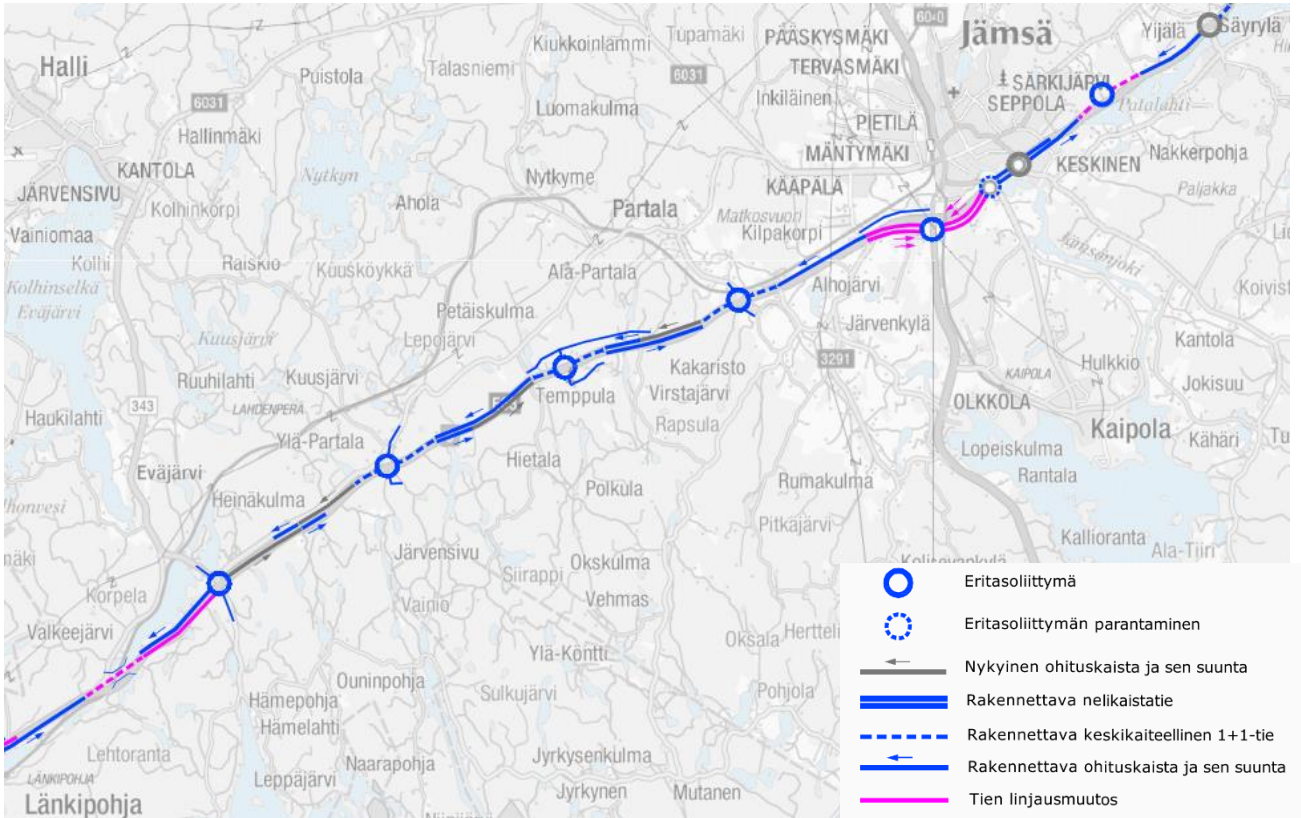 Halli
6031
Hallinmäki
KANTOLA
Kolhinkorpi
JÄRVENSIVU
Vainiomaa
Kolhi
Kolhinselkä
Eväjärvi
Raiskio
Puistola
Talasniemi
Kiukkoinlammi
Tupamäki
6031
Luomakulma
Inkiläinen
Nytkyn
Nytkyme
Ahola
Kuusköykkä
Partala
Matkosvuori
Kilpakorpi
Ala-Partala
PÄÄSKYSMÄKI
TERVASMÄKI
PIETILÄ
MÄNTYMÄKI
KÄÄPÄLÄ
Jämsä
SÄRKIJÄRVI
SEPPOLA
Yijälä
Säyrylä
Patalahti
KESKINEN
Nakkerpohja
Paljakka
Jämsänjoki
Koivist
Alhojärvi
Järvenkylä
3291
Petäiskulma
Lepojärvi
Kuusjärvi
Ruuhilahti
Kuusjärvi
LAHDENPERÄ
Haukilahti
343
Ylä-Partala
Eväjärvi
Heinäkulma
Temppula
Kakaristo
Virstajärvi
Rapsula
Hietala
Polkula
Rumakulma
Pitkäjärvi
OLKKOLA
KAIPOLA
Hulkkio
Kantola
Jokisuu
Kaipola
Kähäri
Lopeiskulma
Rantala
Kallioranta
Ala-Tiiri
Korpela
Valkeejärvi
Järvensivu
Vainio
Siirappi
Okskulma
Vehmas
Oksala
Ylä-Köntti
Ouninpohja
Sulkujärvi
Pohjola
Hämepohja
Hämelahti
Lehtoranta
LÄNKIPOHJA
Länkipohja
Leppäjärvi
Naarapohja
Jyrkysenkulma
Jyrkynen
Mutanen
Eritasoliittymä
Eritasoliittymän parantaminen
Nykyinen ohituskaista ja sen suunta
Rakennettava nelikaistatie
Rakennettava keskikaiteellinen 1+1-tie
Rakennettava ohituskaista ja sen suunta
Tien linjausmuutos